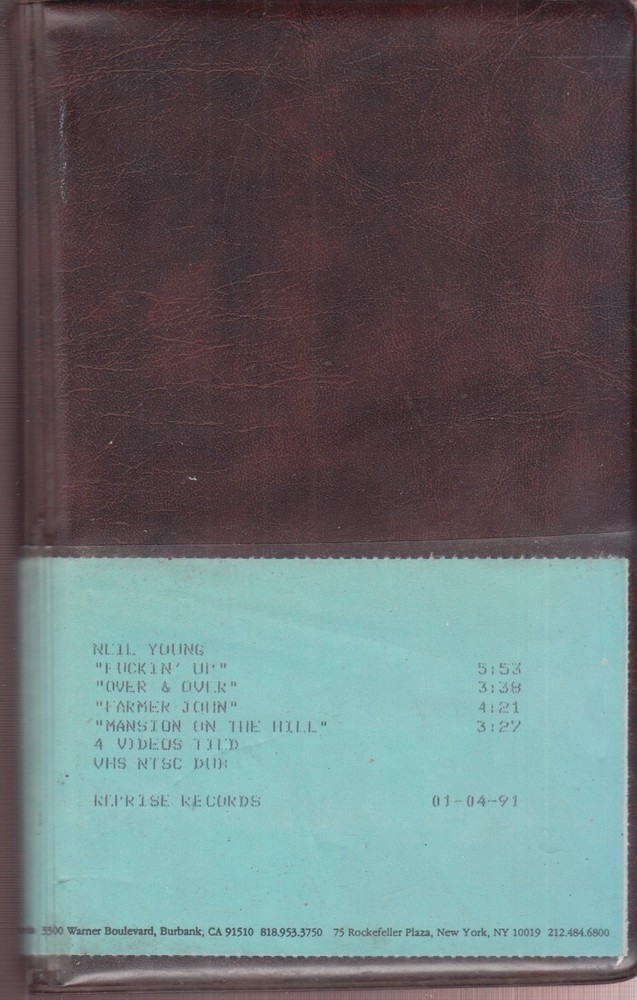 NEIL YOUNG
"FUCKIN' UP" 5:53
"OVER & OVER" 3:38
"FARMER JOHN" 4:21
"MANSION ON THE HILL" 3:27
4 VIDEOS TTL'D
VHS NTSC DUB
REPRISE RECORDS 01-04-91
3300 Warner Boulevard, Burbank, CA 91510 818.953.3750 75 Rockefeller Plaza, New York, NY 10019 212.484.6800